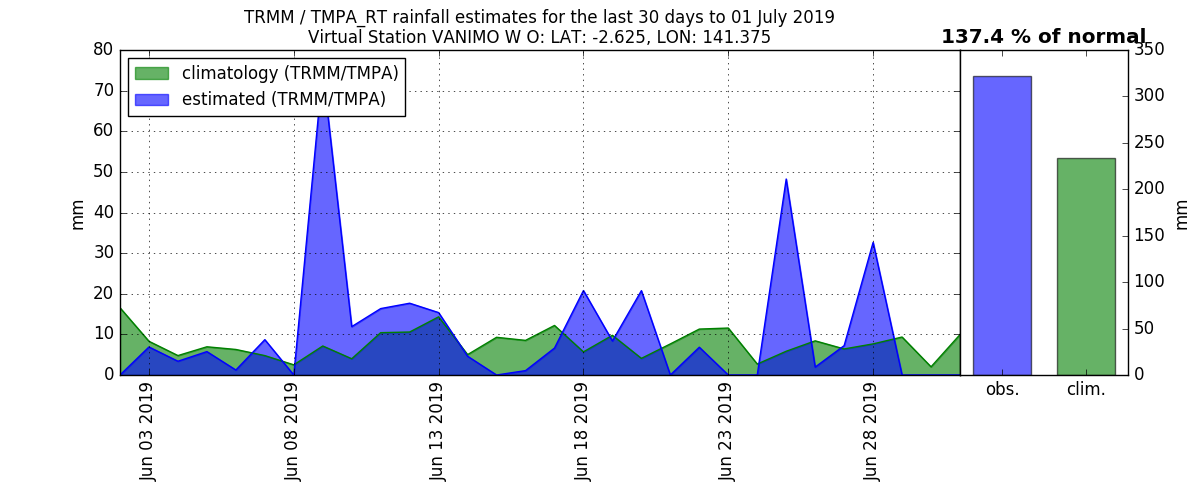 TRMM / TMPA_RT rainfall estimates for the last 30 days to 01 July 2019
Virtual Station VANIMO W O: LAT: -2.625, LON: 141.375
137.4 % of normal
climatology (TRMM/TMPA)
estimated (TRMM/TMPA)
80
70
60
50
40
30
20
10
0
mm
Jun 03 2019
Jun 08 2019
Jun 13 2019
Jun 18 2019
Jun 23 2019
Jun 28 2019
obs.
clim.
350
300
250
200
150
100
50
0
mm